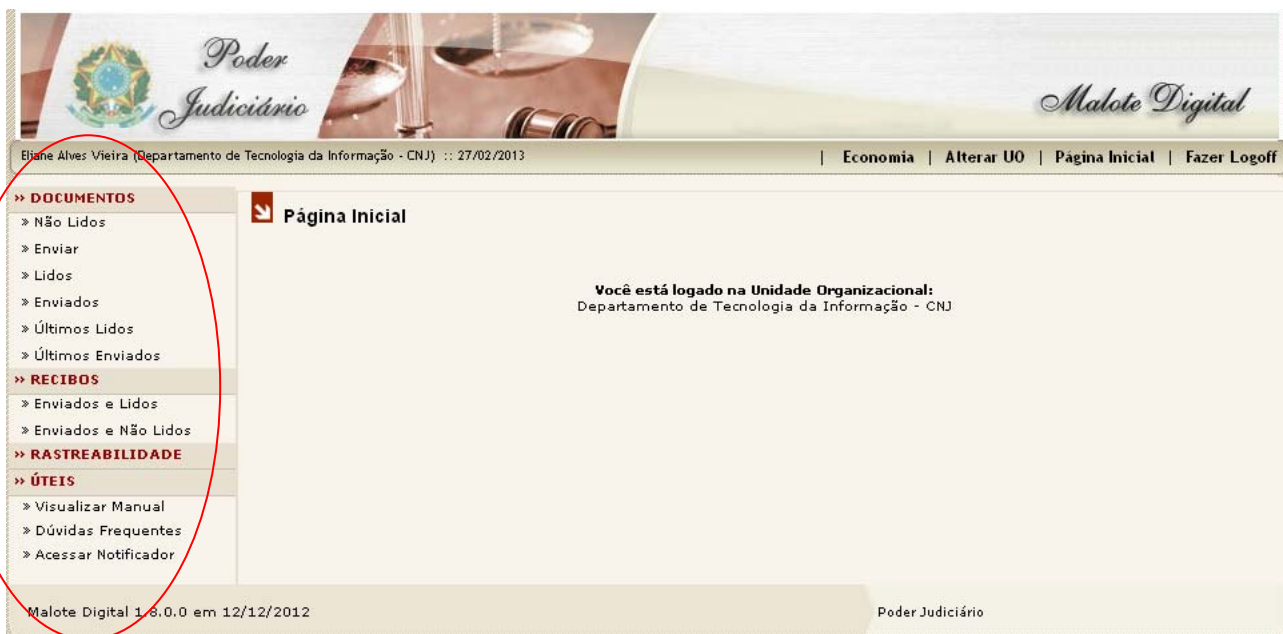 Poder
Judiciário
Malote Digital
Eliane Alves Vieira (Departamento de Tecnologia da Informação - CNJ) :: 27/02/2013
| Economia | Alterar UO | Página Inicial | Fazer Logoff
» DOCUMENTOS
» Não Lidos
» Enviar
» Lidos
» Enviados
» Últimos Lidos
» Últimos Enviados
» RECIBOS
» Enviados e Lidos
» Enviados e Não Lidos
» RASTREABILIDADE
» ÚTEIS
» Visualizar Manual
» Dúvidas Frequentes
» Acessar Notificador
Página Inicial
Você está logado na Unidade Organizacional:
Departamento de Tecnologia da Informação - CNJ
Malote Digital 1.8.0.0 em 12/12/2012
Poder Judiciário